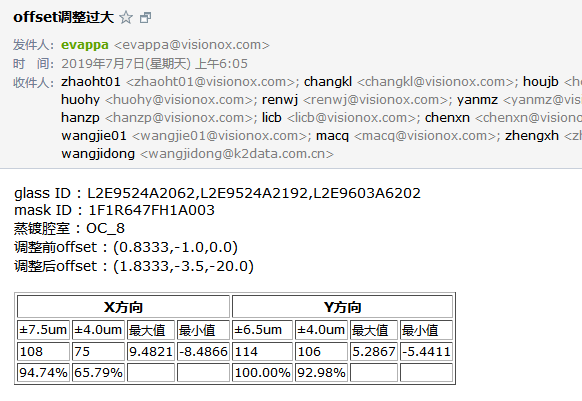 offset调整过大
发件人: evappa <evappa@visionox.com>
时 间: 2019年7月7日(星期天) 上午6:05
收件人: zhaoht01 <zhaoht01@visionox.com>; changkl <changkl@visionox.com>; houjb <ho
huohy <huohy@visionox.com>; renwj <renwj@visionox.com>; yanmz <yanmz@vision
hanzp <hanzp@visionox.com>; licb <licb@visionox.com>; chenxn <chenxn@visionox
wangjie01 <wangjie01@visionox.com>; macq <macq@visionox.com>; zhengxh <z
wangjidong <wangjidong@k2data.com.cn>
glass ID : L2E9524A2062,L2E9524A2192,L2E9603A6202
mask ID : 1F1R647FH1A003
蒸镀腔室 : OC_8
调整前offset : (0.8333,-1.0,0.0)
调整后offset : (1.8333,-3.5,-20.0)
X方向 Y方向
±7.5um ±4.0um 最大值 最小值 ±6.5um ±4.0um 最大值 最小值
108 75 9.4821 -8.4866 114 106 5.2867 -5.4411
94.74% 65.79% 100.00% 92.98%